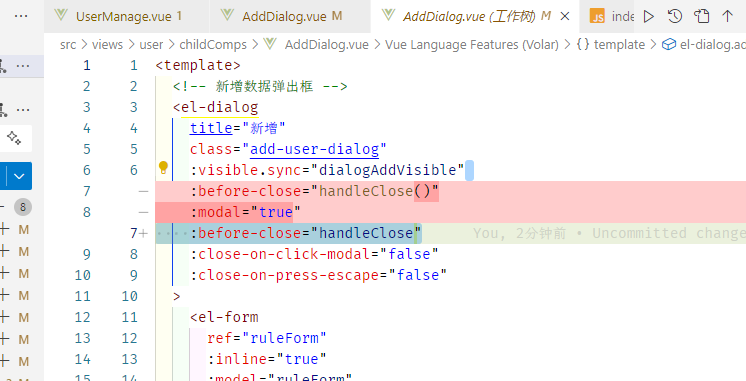 UserManage.vue 1 AddDialog.vue M AddDialog.vue (工作树) M inde
src > views > user > childComps > AddDialog.vue > Vue Language Features (Volar) > {} template > el-dialog.ad
1 1 <template>
2 2 <!-- 新增数据弹出框 -->
3 3 <el-dialog
4 4 title="新增"
5 5 class="add-user-dialog"
6 6 :visible.sync="dialogAddVisible"
7 − :before-close="handleClose()"
8 − :modal="true"
7+ ····:before-close="handleClose" You, 2分钟前 • Uncommitted change
9 8 :close-on-click-modal="false"
10 9 :close-on-press-escape="false"
11 10 >
12 11 <el-form
13 12 ref="ruleForm"
14 13 :inline="true"
15 14 :model="ruleForm"
8
M
M
M
M
M
M
M
2 M